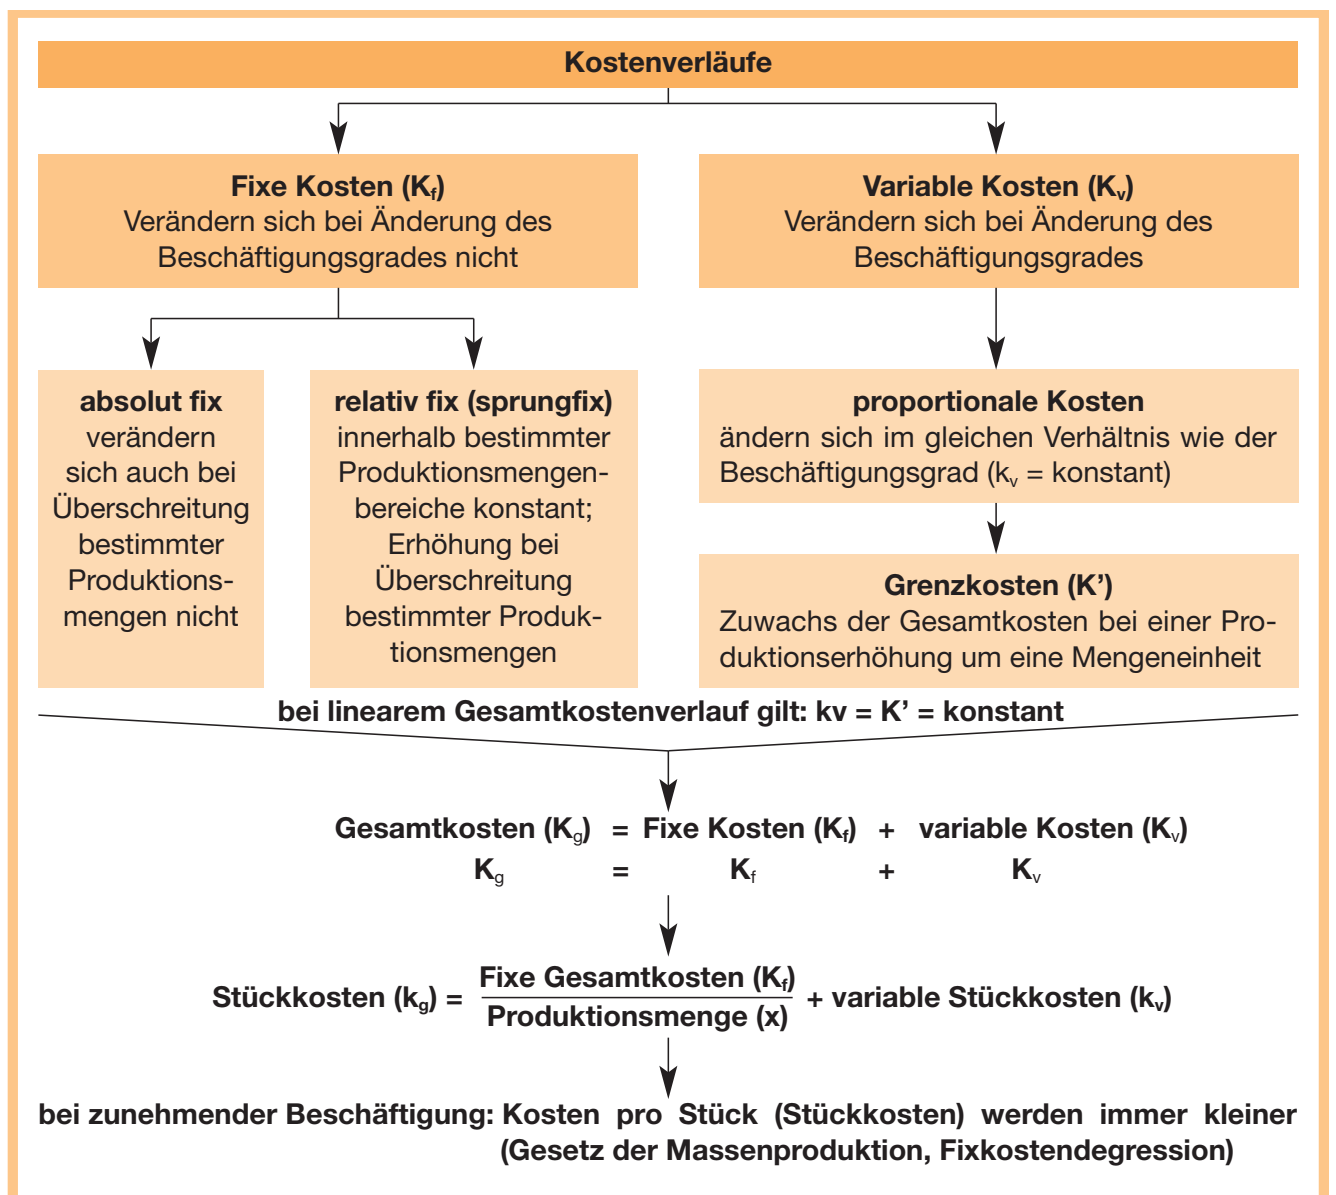 Kostenverläufe
Fixe Kosten (Kf)
Verändern sich bei Änderung des
Beschäftigungsgrades nicht
Variable Kosten (Kv)
Verändern sich bei Änderung des
Beschäftigungsgrades
absolut fix
verändern
sich auch bei
Überschreitung
bestimmter
Produktions-
mengen nicht
relativ fix (sprungfix)
innerhalb bestimmter
Produktionsmengen-
bereiche konstant;
Erhöhung bei
Überschreitung
bestimmter Produk-
tionsmengen
proportionale Kosten
ändern sich im gleichen Verhältnis wie der
Beschäftigungsgrad (kv = konstant)
Grenzkosten (K’)
Zuwachs der Gesamtkosten bei einer Pro-
duktionserhöhung um eine Mengeneinheit
bei linearem Gesamtkostenverlauf gilt: kv = K’ = konstant
Gesamtkosten (Kg) = Fixe Kosten (Kf) + variable Kosten (Kv)
Kg = Kf + Kv
Stückkosten (kg) = Fixe Gesamtkosten (Kf)
Produktionsmenge (x) + variable Stückkosten (kv)
bei zunehmender Beschäftigung: Kosten pro Stück (Stückkosten) werden immer kleiner
(Gesetz der Massenproduktion, Fixkostendegression)